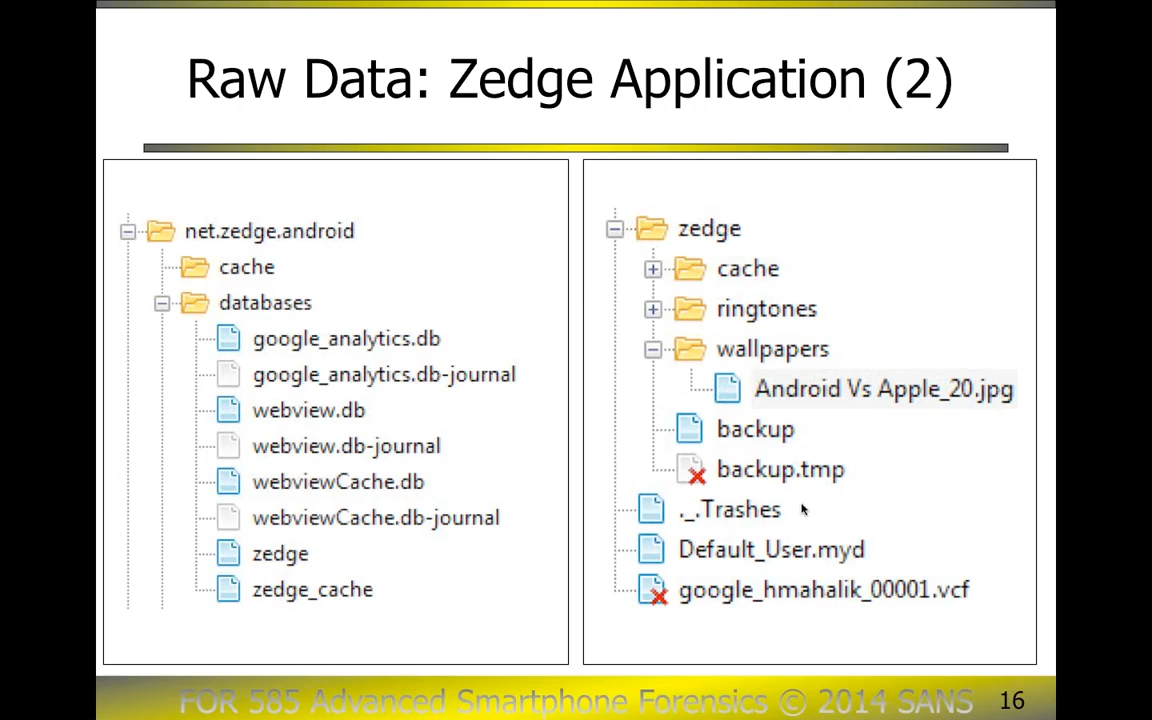 Raw Data: Zedge Application (2)
net.zedge.android
cache
databases
google_analytics.db
google_analytics.db-journal
webview.db
webview.db-journal
webviewCache.db
webviewCache.db-journal
zedge
zedge_cache
zedge
cache
ringtones
wallpapers
Android Vs Apple_20.jpg
backup
backup.tmp
._.Trashes
Default_User.myd
google_hmahalik_00001.vcf
FOR 585 Advanced Smartphone Forensics © 2014 SANS 16